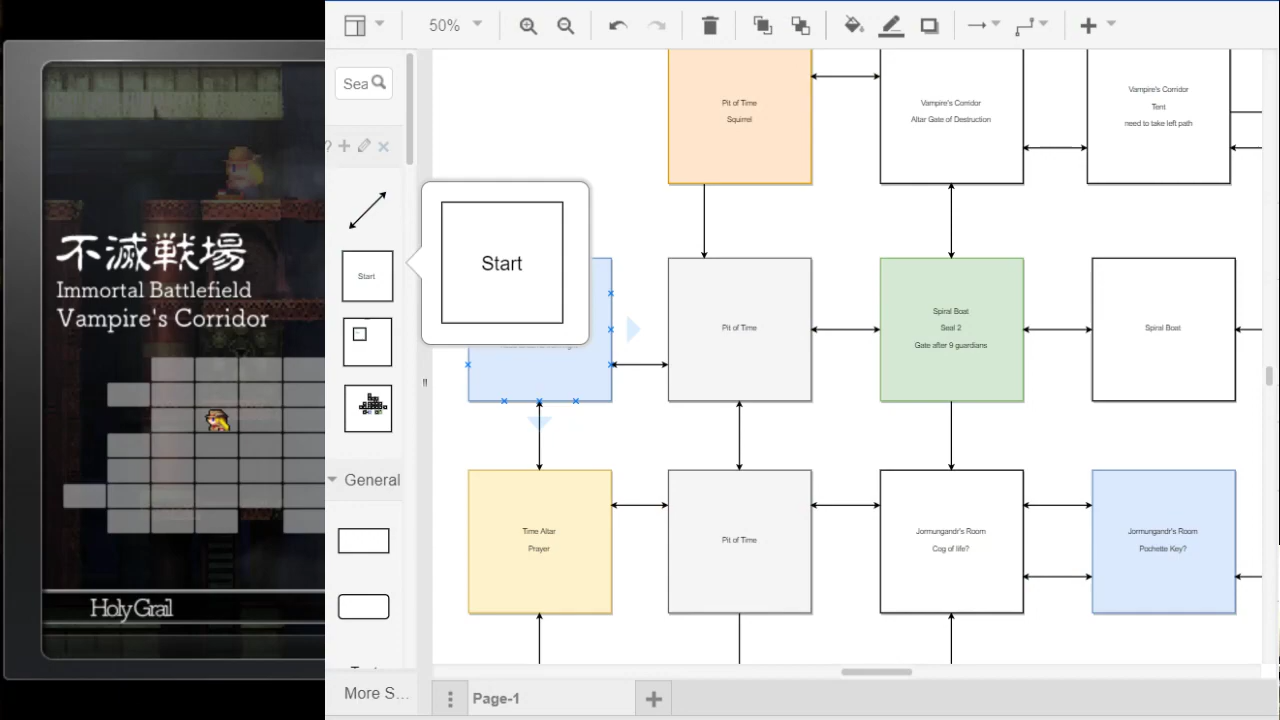 50%
Sea
?
Start
Start
General
More S...
Page-1
不滅戦場
Immortal Battlefield
Vampire's Corridor
Holy Grail
Pit of Time
Squirrel
Vampire's Corridor
Altar Gate of Destruction
Vampire's Corridor
Tent
need to take left path
Pit of Time
Spiral Boat
Seal 2
Gate after 9 guardians
Spiral Boat
Time Altar
Prayer
Pit of Time
Jormungandr's Room
Cog of life?
Jormungandr's Room
Pochette Key?